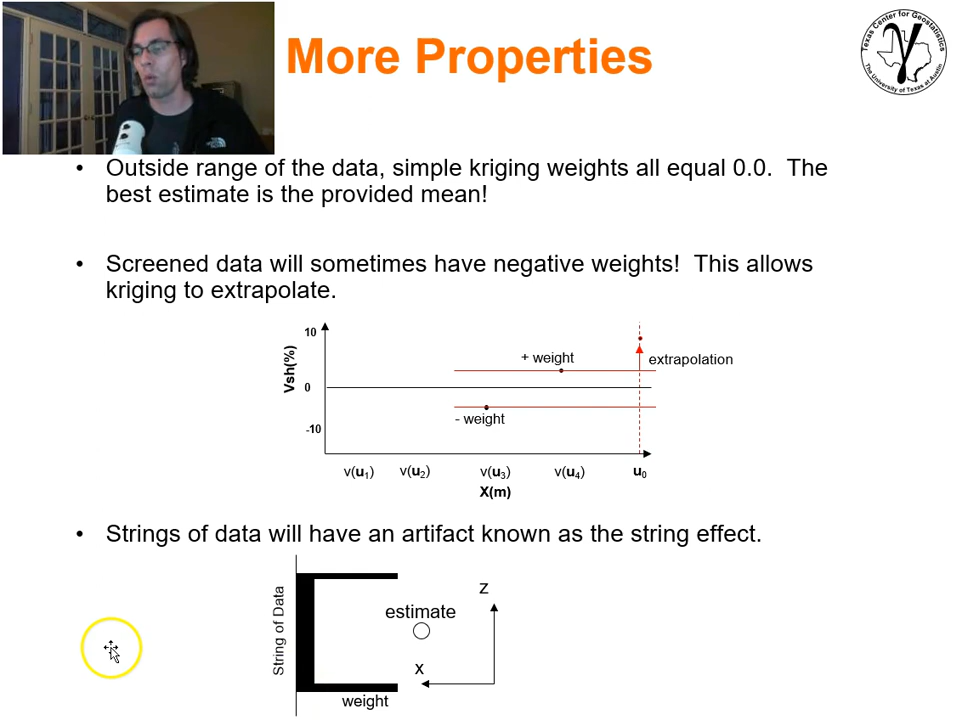 More Properties
Texas Center for Geostatistics
The University of Texas at Austin
γ
• Outside range of the data, simple kriging weights all equal 0.0. The
best estimate is the provided mean!
• Screened data will sometimes have negative weights! This allows
kriging to extrapolate.
10
Vsh(%)
+ weight
extrapolation
0
- weight
-10
v(u₁) v(u₂) v(u₃) v(u₄) u₀
X(m)
• Strings of data will have an artifact known as the string effect.
String of Data
z
estimate
x
weight